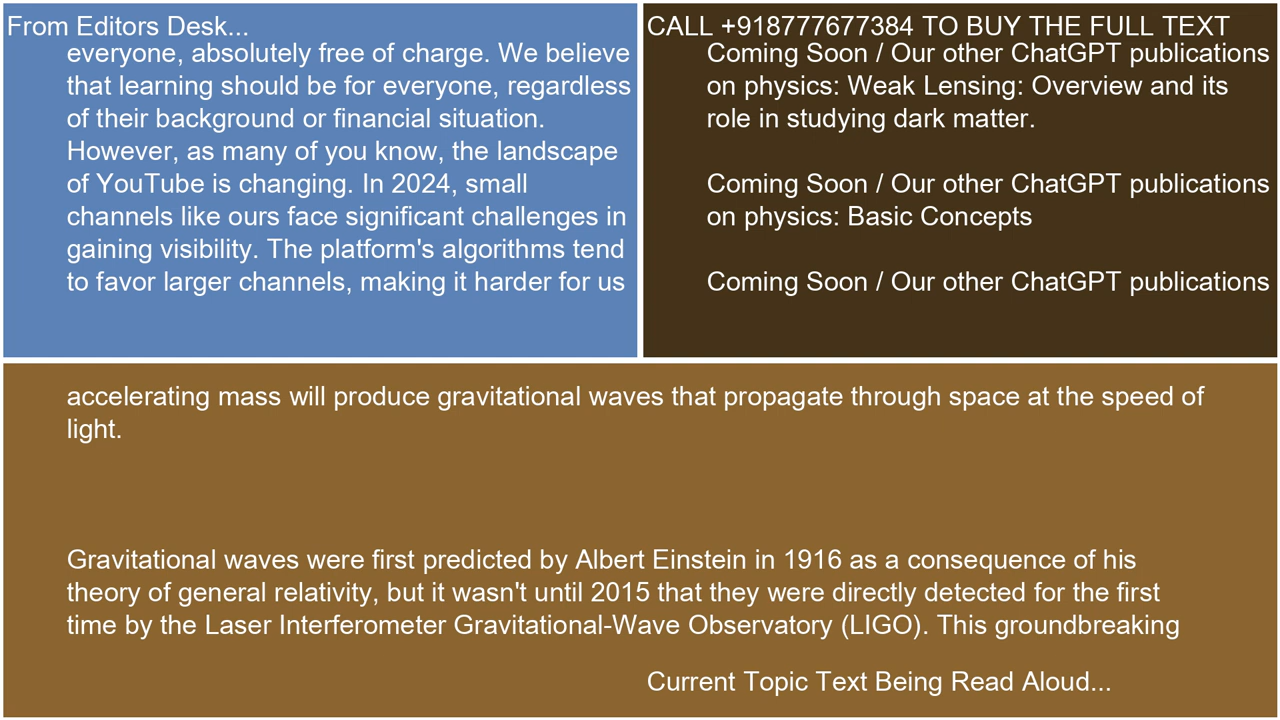 From Editors Desk...
everyone, absolutely free of charge. We believe
that learning should be for everyone, regardless
of their background or financial situation.
However, as many of you know, the landscape
of YouTube is changing. In 2024, small
channels like ours face significant challenges in
gaining visibility. The platform's algorithms tend
to favor larger channels, making it harder for us
CALL +918777677384 TO BUY THE FULL TEXT
Coming Soon / Our other ChatGPT publications
on physics: Weak Lensing: Overview and its
role in studying dark matter.
Coming Soon / Our other ChatGPT publications
on physics: Basic Concepts
Coming Soon / Our other ChatGPT publications
accelerating mass will produce gravitational waves that propagate through space at the speed of
light.
Gravitational waves were first predicted by Albert Einstein in 1916 as a consequence of his
theory of general relativity, but it wasn't until 2015 that they were directly detected for the first
time by the Laser Interferometer Gravitational-Wave Observatory (LIGO). This groundbreaking
Current Topic Text Being Read Aloud...